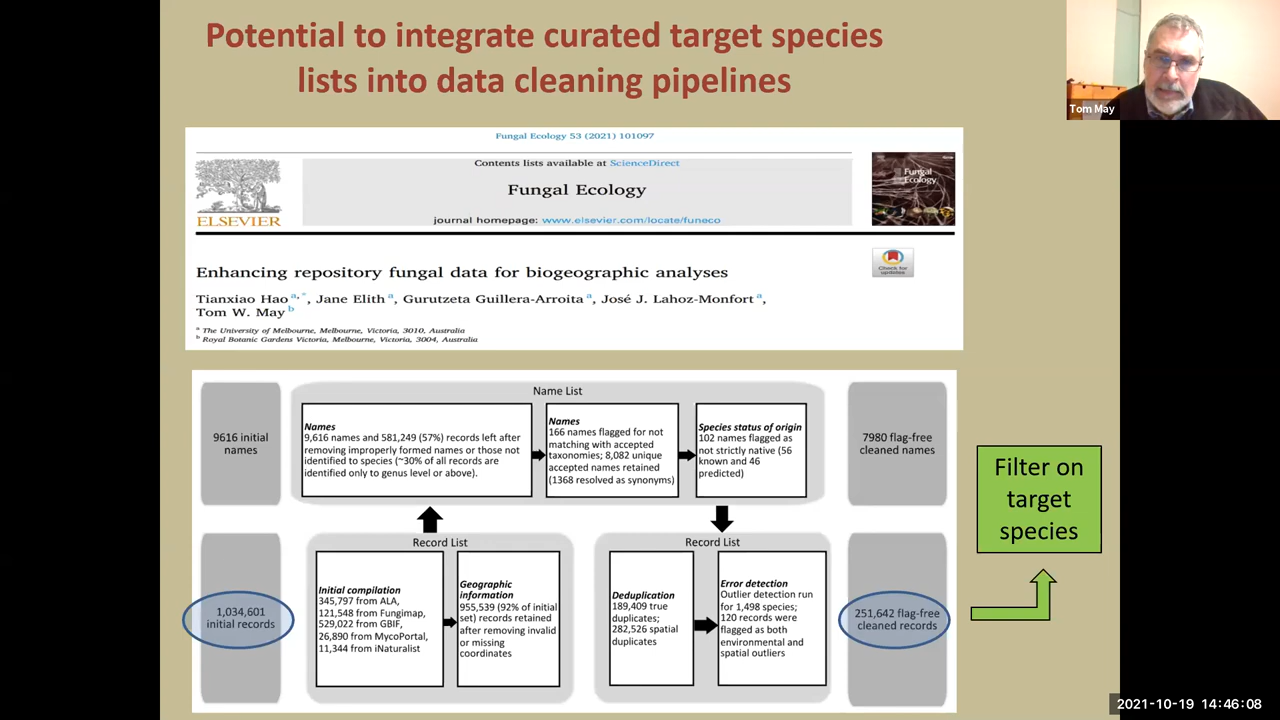 Potential to integrate curated target species
lists into data cleaning pipelines
Tom May
Fungal Ecology 53 (2021) 101097
Contents lists available at ScienceDirect
Fungal Ecology
journal homepage: www.elsevier.com/locate/funeco
ELSEVIER
Fungal
Ecology
Check for
updates
Enhancing repository fungal data for biogeographic analyses
Tianxiao Hao a, *, Jane Elith a, Gurutzeta Guillera-Arroita a, José J. Lahoz-Monfort a,
Tom W. May b
a The University of Melbourne, Melbourne, Victoria, 3010, Australia
b Royal Botanic Gardens Victoria, Melbourne, Victoria, 3004, Australia
9616 initial
names
Name List
Names
9,616 names and 581,249 (57%) records left after
removing improperly formed names or those not
identified to species (~30% of all records are
identified only to genus level or above).
Names
166 names flagged for not
matching with accepted
taxonomies; 8,082 unique
accepted names retained
(1368 resolved as synonyms)
Species status of origin
102 names flagged as
not strictly native (56
known and 46
predicted)
7980 flag-free
cleaned names
Filter on
target
species
1,034,601
initial records
Record List
Initial compilation
345,797 from ALA,
121,548 from Fungimap,
529,022 from GBIF,
26,890 from MycoPortal,
11,344 from iNaturalist
Geographic
information
955,539 (92% of initial
set) records retained
after removing invalid
or missing
coordinates
Record List
Deduplication
189,409 true
duplicates;
282,526 spatial
duplicates
Error detection
Outlier detection run
for 1,498 species;
120 records were
flagged as both
environmental and
spatial outliers
251,642 flag-free
cleaned records
2021-10-19 14:46:08